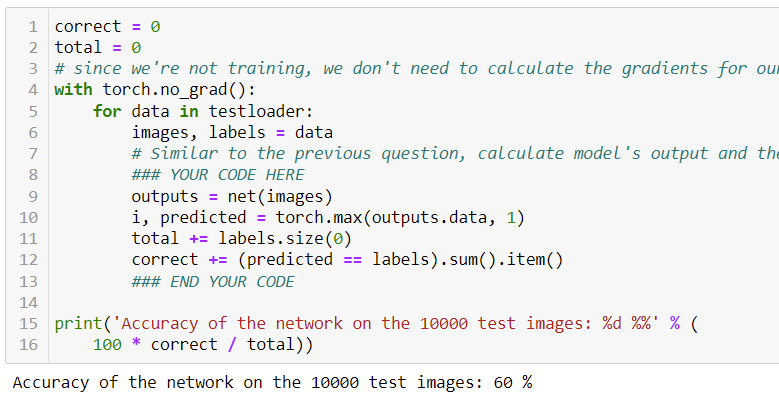 1 correct = 0
2 total = 0
3 # since we're not training, we don't need to calculate the gradients for
4 with torch.no_grad():
5     for data in testloader:
6         images, labels = data
7         # Similar to the previous question, calculate model's output and
8         ### YOUR CODE HERE
9         outputs = net(images)
10         i, predicted = torch.max(outputs.data, 1)
11         total += labels.size(0)
12         correct += (predicted == labels).sum().item()
13         ### END YOUR CODE
14
15 print('Accuracy of the network on the 10000 test images: %d %%' % (
16     100 * correct / total))
Accuracy of the network on the 10000 test images: 60 %